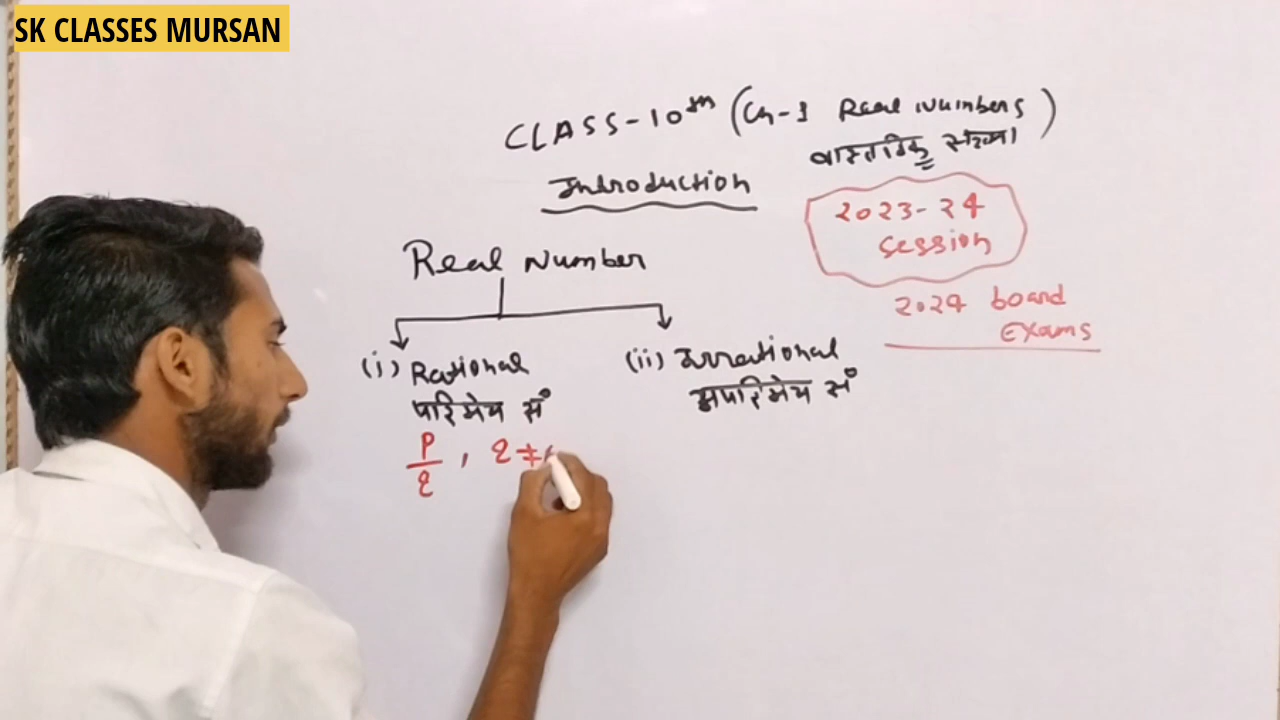 SK CLASSES MURSAN
CLASS-10th (Ch-1 Real Numbers)
वास्तविक संख्या
Introduction
2023-24
session
Real Number
2024 board
Exams
(i) Rational
(ii) Irrational
परिमेय सं०
अपरिमेय सं०
p/q, q≠